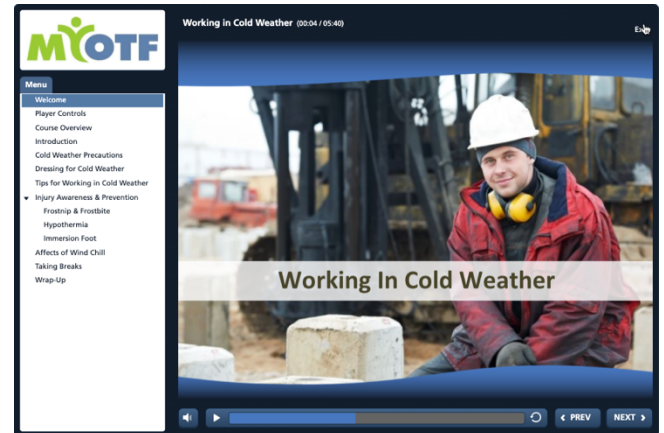 Working in Cold Weather (00:04 / 05:40)
MYOTF
Menu
Welcome
Player Controls
Course Overview
Introduction
Cold Weather Precautions
Dressing for Cold Weather
Tips for Working in Cold Weather
Injury Awareness & Prevention
Frostnip & Frostbite
Hypothermia
Immersion Foot
Affects of Wind Chill
Taking Breaks
Wrap-Up
Working In Cold Weather
PREV
NEXT